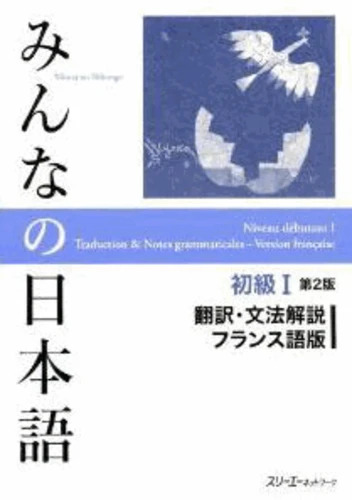 みんなの日本語
Minna no Nihongo
Niveau débutant I
Traduction & Notes grammaticales – Version française
初級 I 第2版
翻訳・文法解説
フランス語版
スリーエーネットワーク